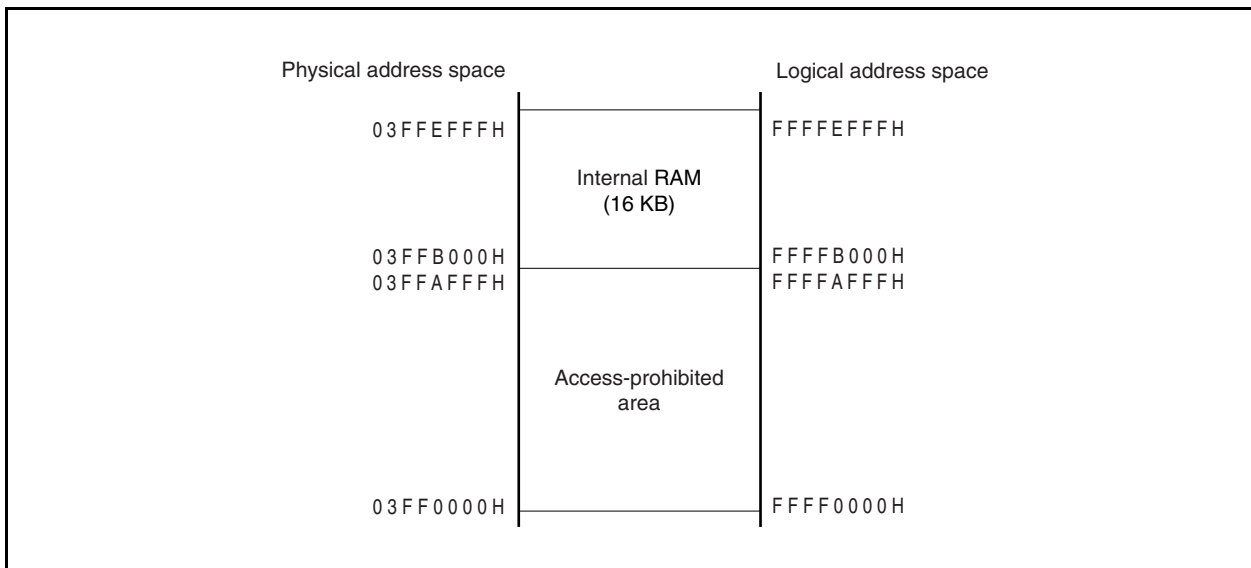 Physical address space
Logical address space
03FFEFFFH
FFFFEFFFH
Internal RAM
(16 KB)
03FFB000H
FFFFB000H
03FFAFFFH
FFFFAFFFH
Access-prohibited
area
03FF0000H
FFFF0000H